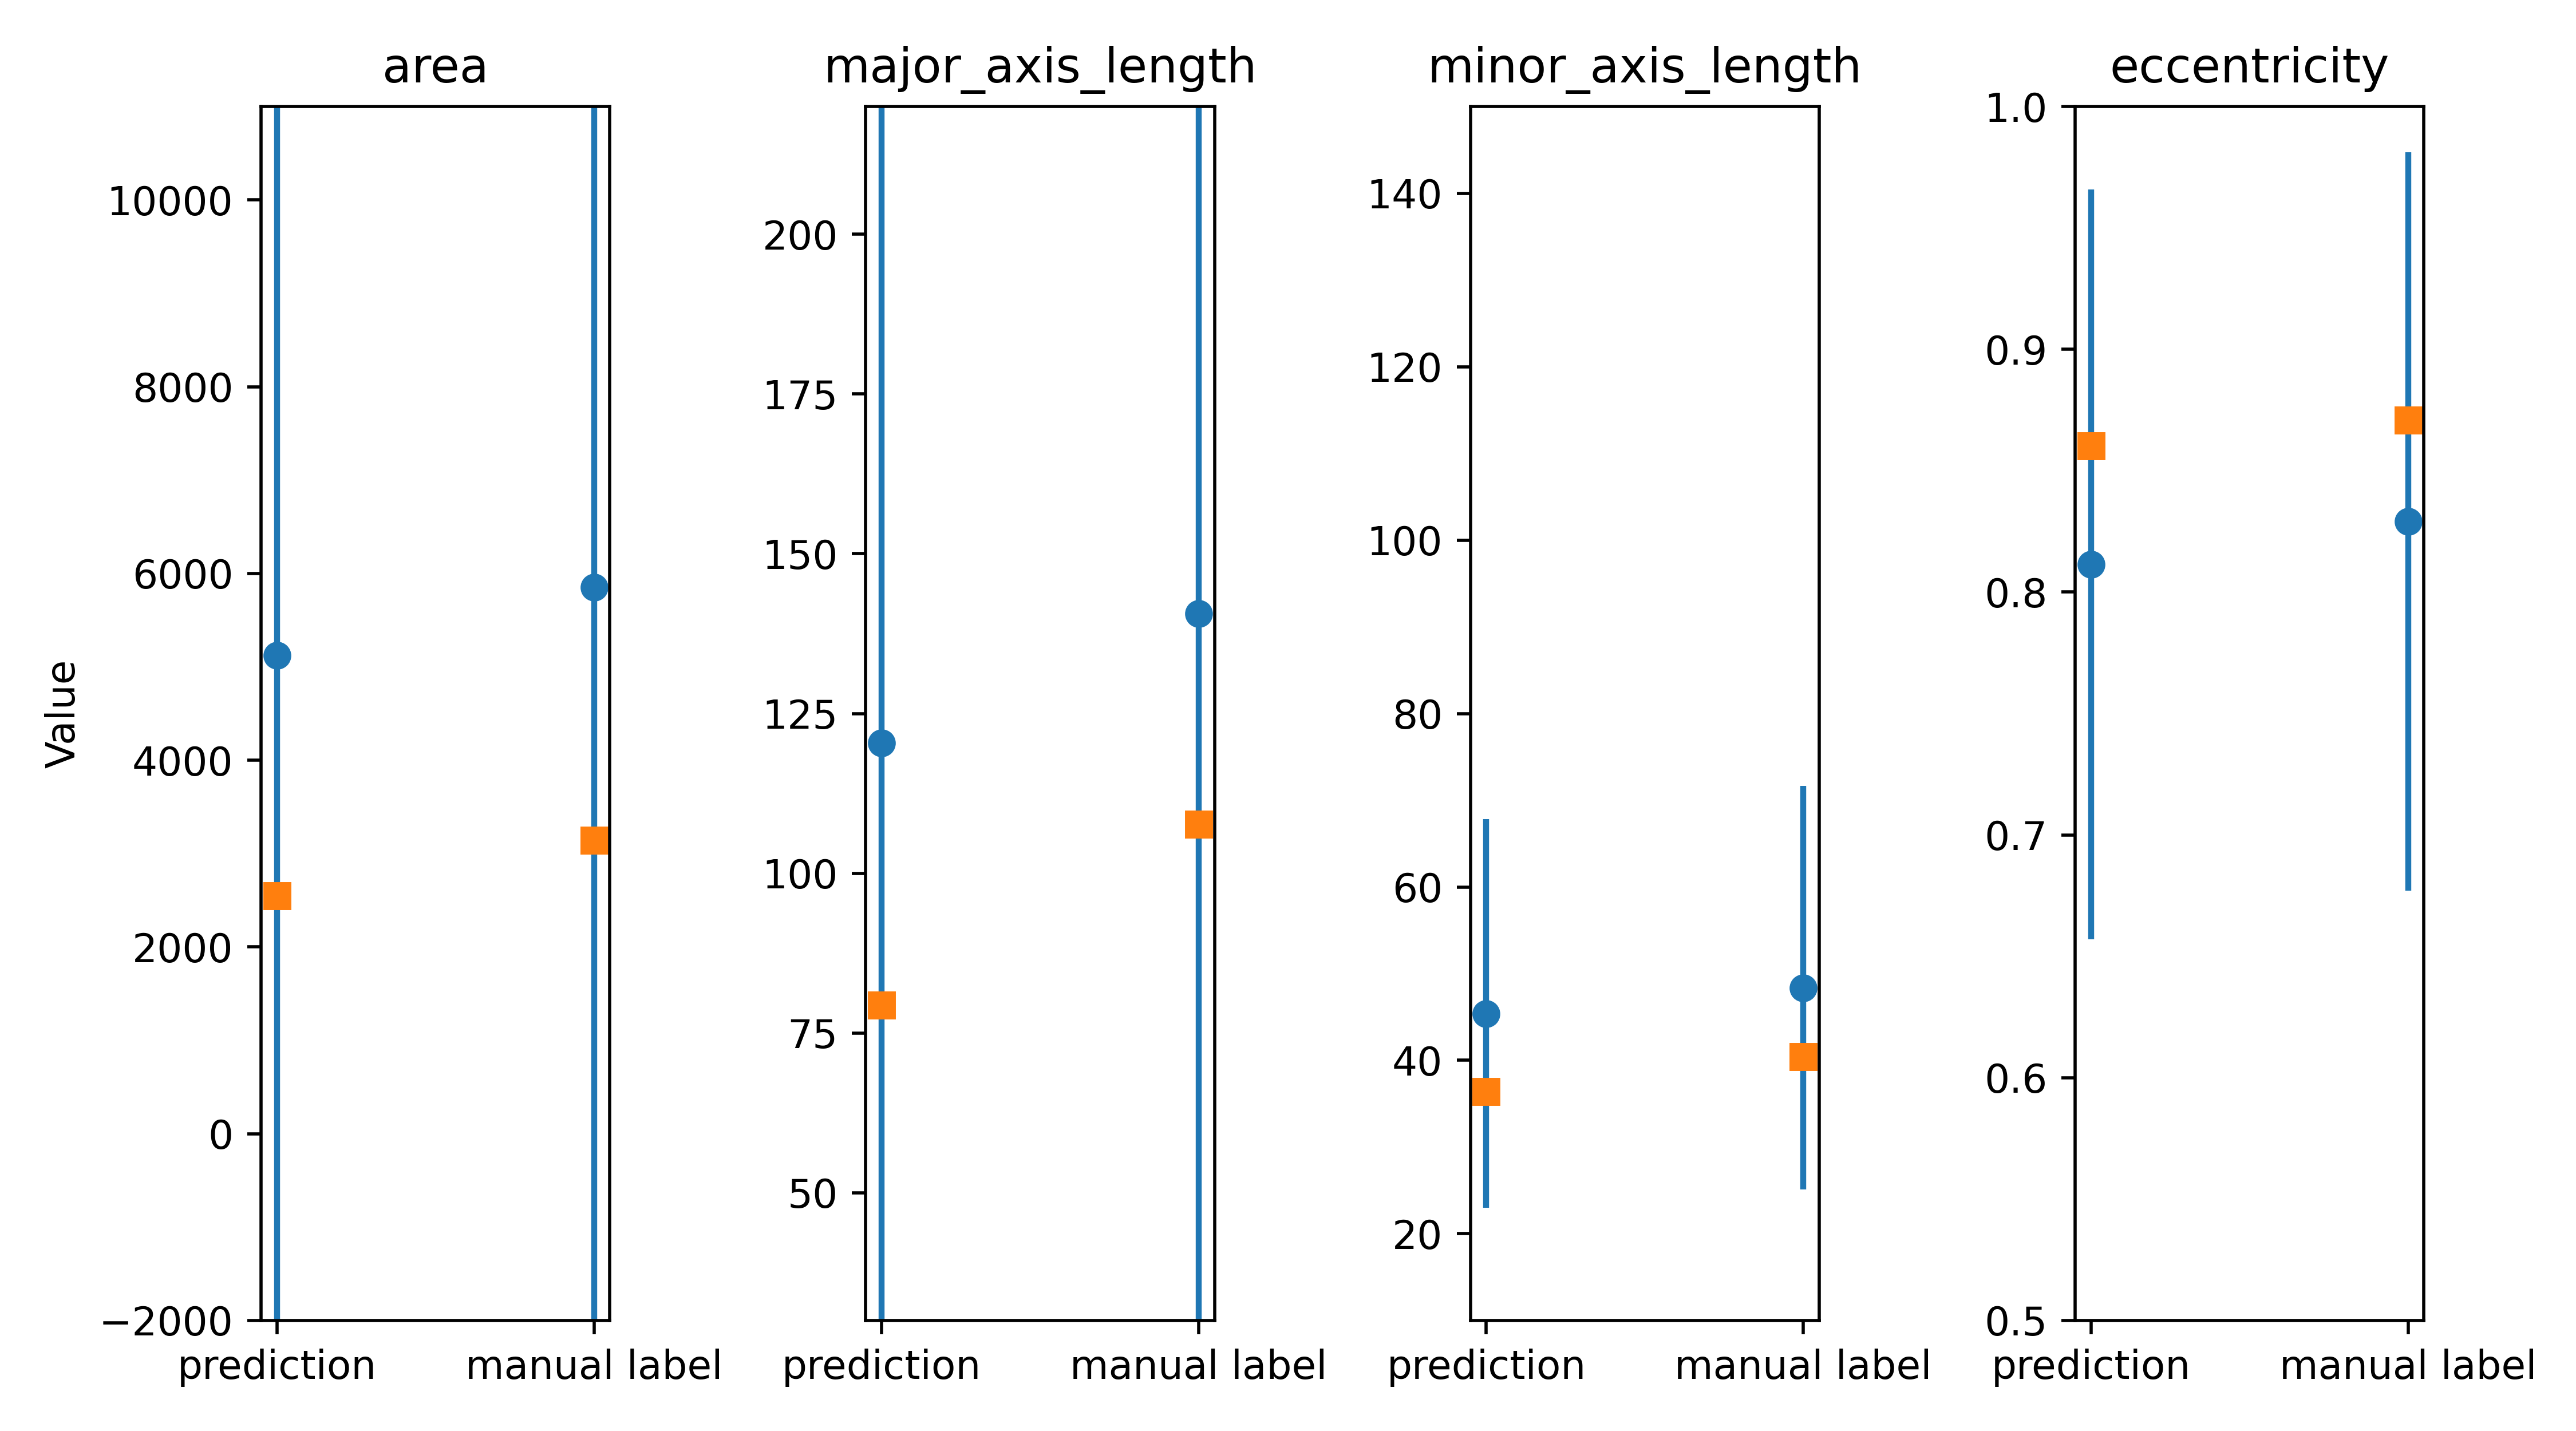 area
major_axis_length
minor_axis_length
eccentricity
Value
10000
8000
6000
4000
2000
0
−2000
prediction
manual label
200
175
150
125
100
75
50
prediction
manual label
140
120
100
80
60
40
20
prediction
manual label
1.0
0.9
0.8
0.7
0.6
0.5
prediction
manual label